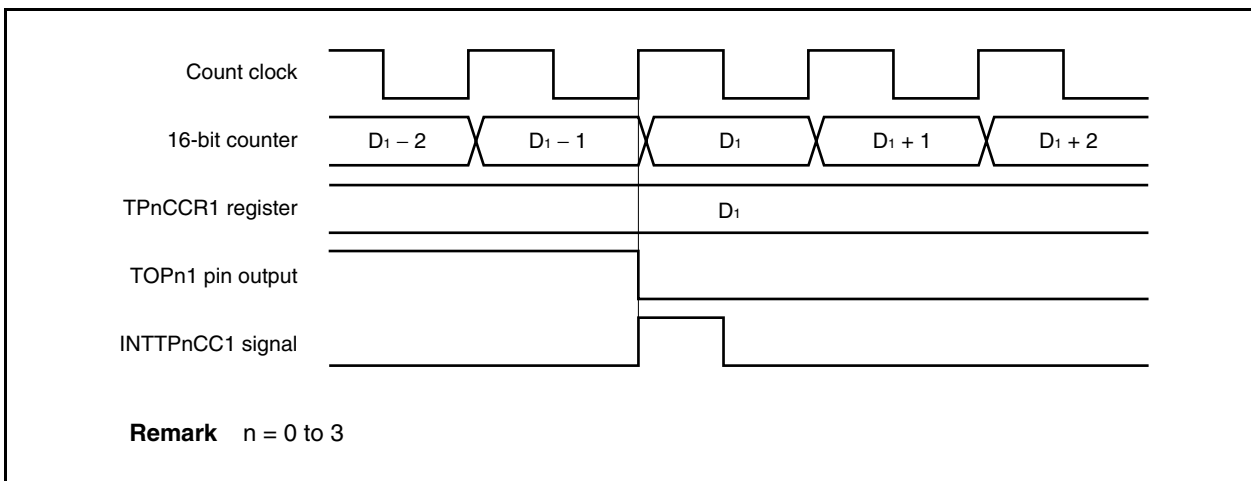 Count clock
16-bit counter D₁ − 2 D₁ − 1 D₁ D₁ + 1 D₁ + 2
TPnCCR1 register D₁
TOPn1 pin output
INTTPnCC1 signal
Remark n = 0 to 3